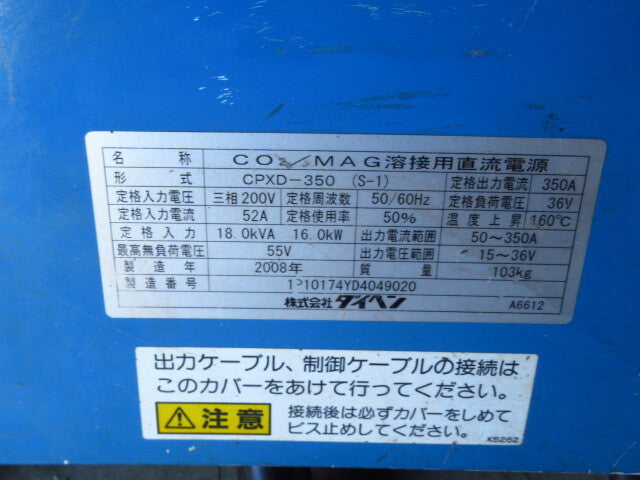 名称 CO₂/MAG溶接用直流電源
形式 CPXD-350 (S-1) 定格出力電流 350A
定格入力電圧 三相200V 定格周波数 50/60Hz 定格負荷電圧 36V
定格入力電流 52A 定格使用率 50% 温度上昇 160℃
定格入力 18.0kVA 16.0kW 出力電流範囲 50～350A
最高無負荷電圧 55V 出力電圧範囲 15～36V
製造年 2008年 質量 103kg
製造番号 1P10174YD4049020
株式会社ダイヘン A6612
出力ケーブル、制御ケーブルの接続は
このカバーをあけて行ってください。
注意 接続後は必ずカバーをしめて
ビス止めしてください。 K5262